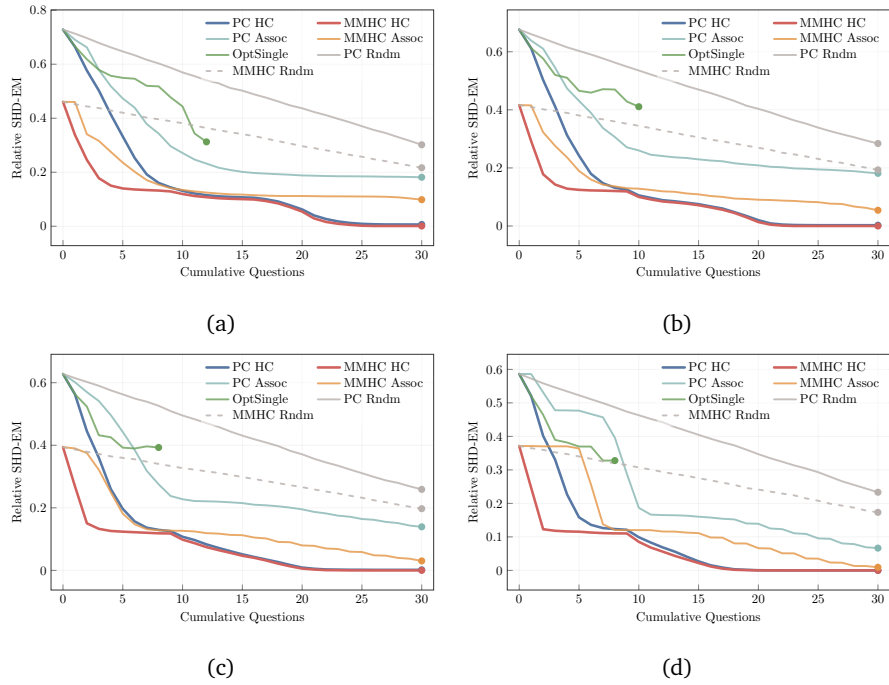 0.8
0.6
0.4
0.2
0
0 5 10 15 20 25 30
Relative SHD-EM
Cumulative Questions
PC HC MMHC HC
PC Assoc MMHC Assoc
OptSingle PC Rndm
MMHC Rndm
(a)
0.6
0.4
0.2
0
0 5 10 15 20 25 30
Relative SHD-EM
Cumulative Questions
PC HC MMHC HC
PC Assoc MMHC Assoc
OptSingle PC Rndm
MMHC Rndm
(b)
0.6
0.4
0.2
0
0 5 10 15 20 25 30
Relative SHD-EM
Cumulative Questions
PC HC MMHC HC
PC Assoc MMHC Assoc
OptSingle PC Rndm
MMHC Rndm
(c)
0.6
0.5
0.4
0.3
0.2
0.1
0
0 5 10 15 20 25 30
Relative SHD-EM
Cumulative Questions
PC HC MMHC HC
PC Assoc MMHC Assoc
OptSingle PC Rndm
MMHC Rndm
(d)